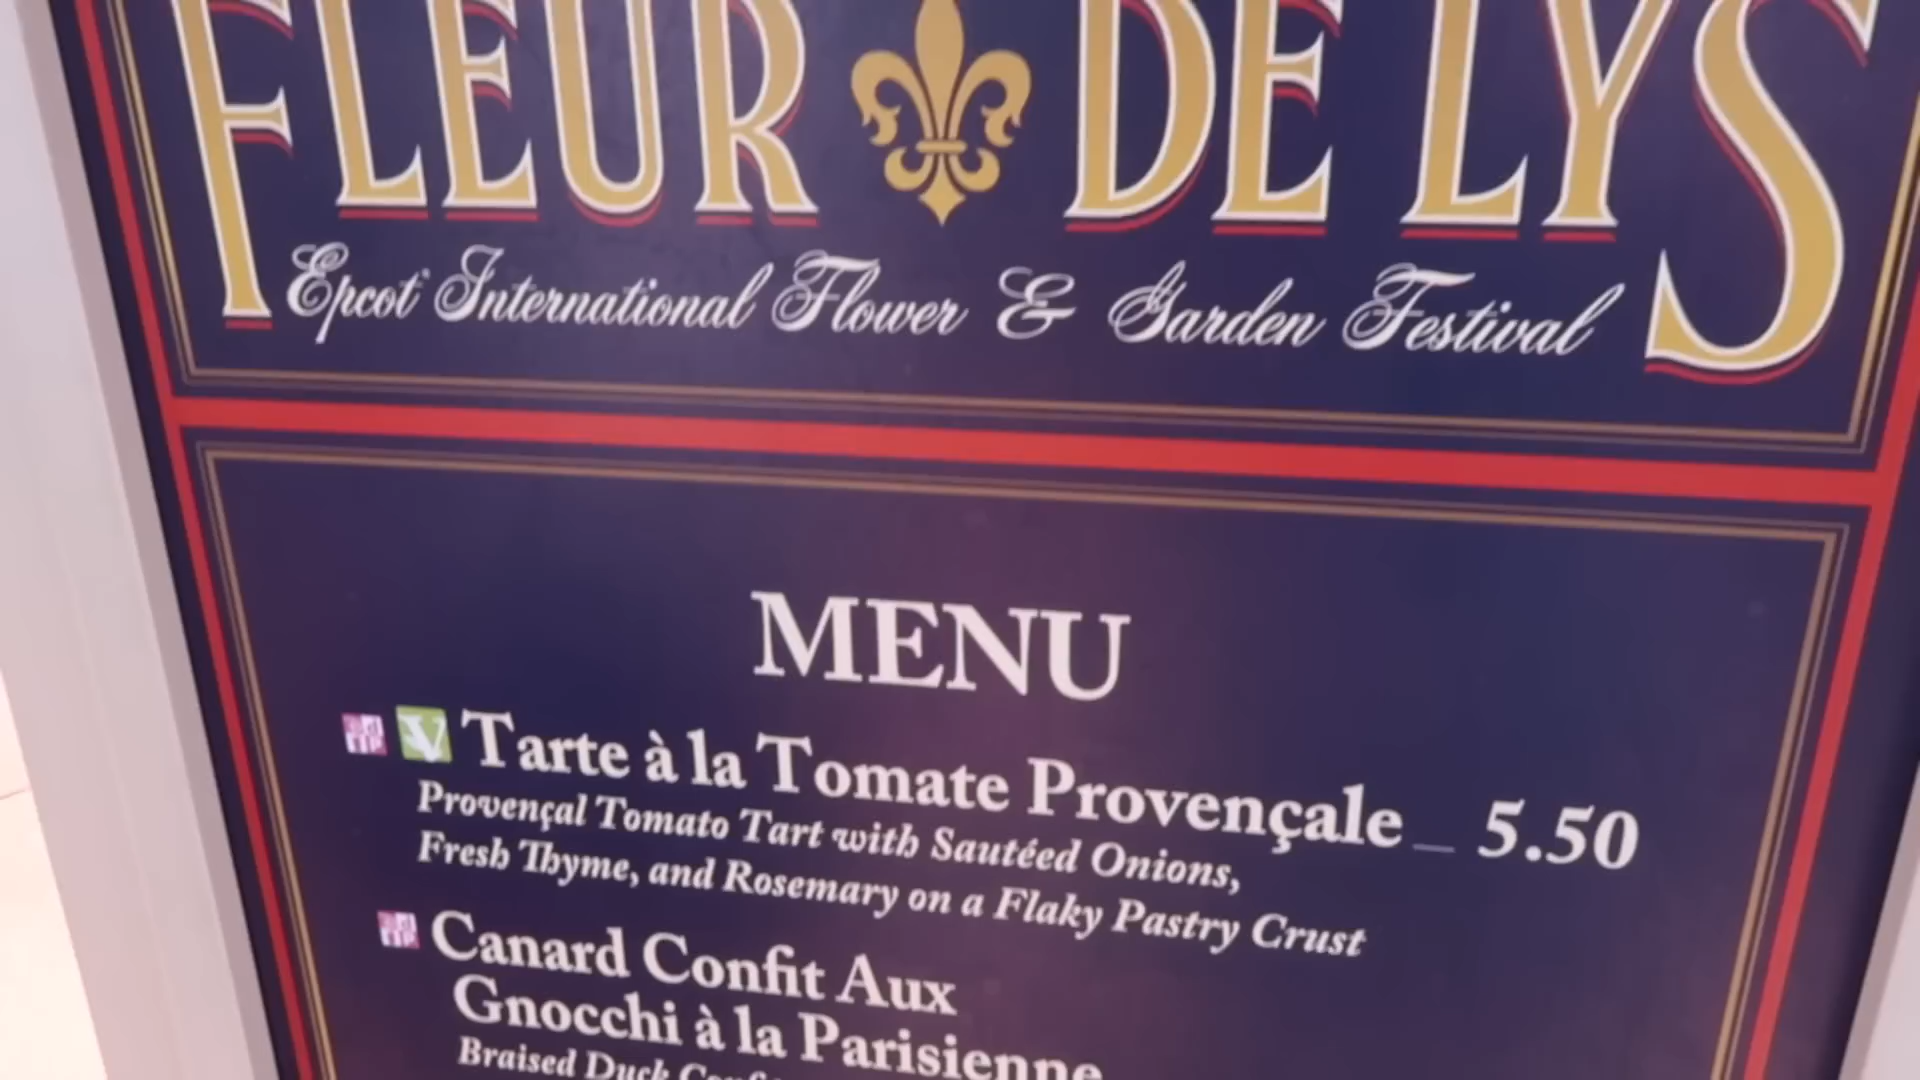 FLEUR DE LYS
Epcot International Flower & Garden Festival
MENU
V Tarte à la Tomate Provençale _ 5.50
Provençal Tomato Tart with Sautéed Onions,
Fresh Thyme, and Rosemary on a Flaky Pastry Crust
Canard Confit Aux
Gnocchi à la Parisienne
Braised Duck